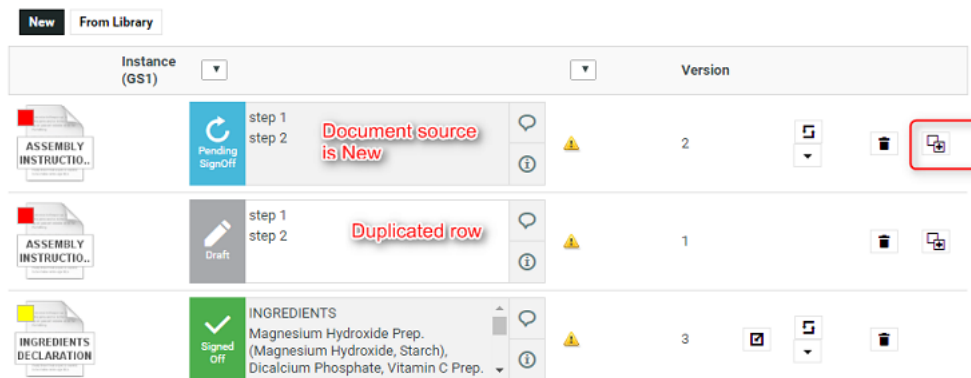 New From Library
Instance
(GS1)
Version
ASSEMBLY
INSTRUCTIO..
Pending
SignOff
step 1
step 2
Document source
is New
2
ASSEMBLY
INSTRUCTIO..
Draft
step 1
step 2
Duplicated row
1
INGREDIENTS
DECLARATION
Signed
Off
INGREDIENTS
Magnesium Hydroxide Prep.
(Magnesium Hydroxide, Starch),
Dicalcium Phosphate, Vitamin C Prep.
3